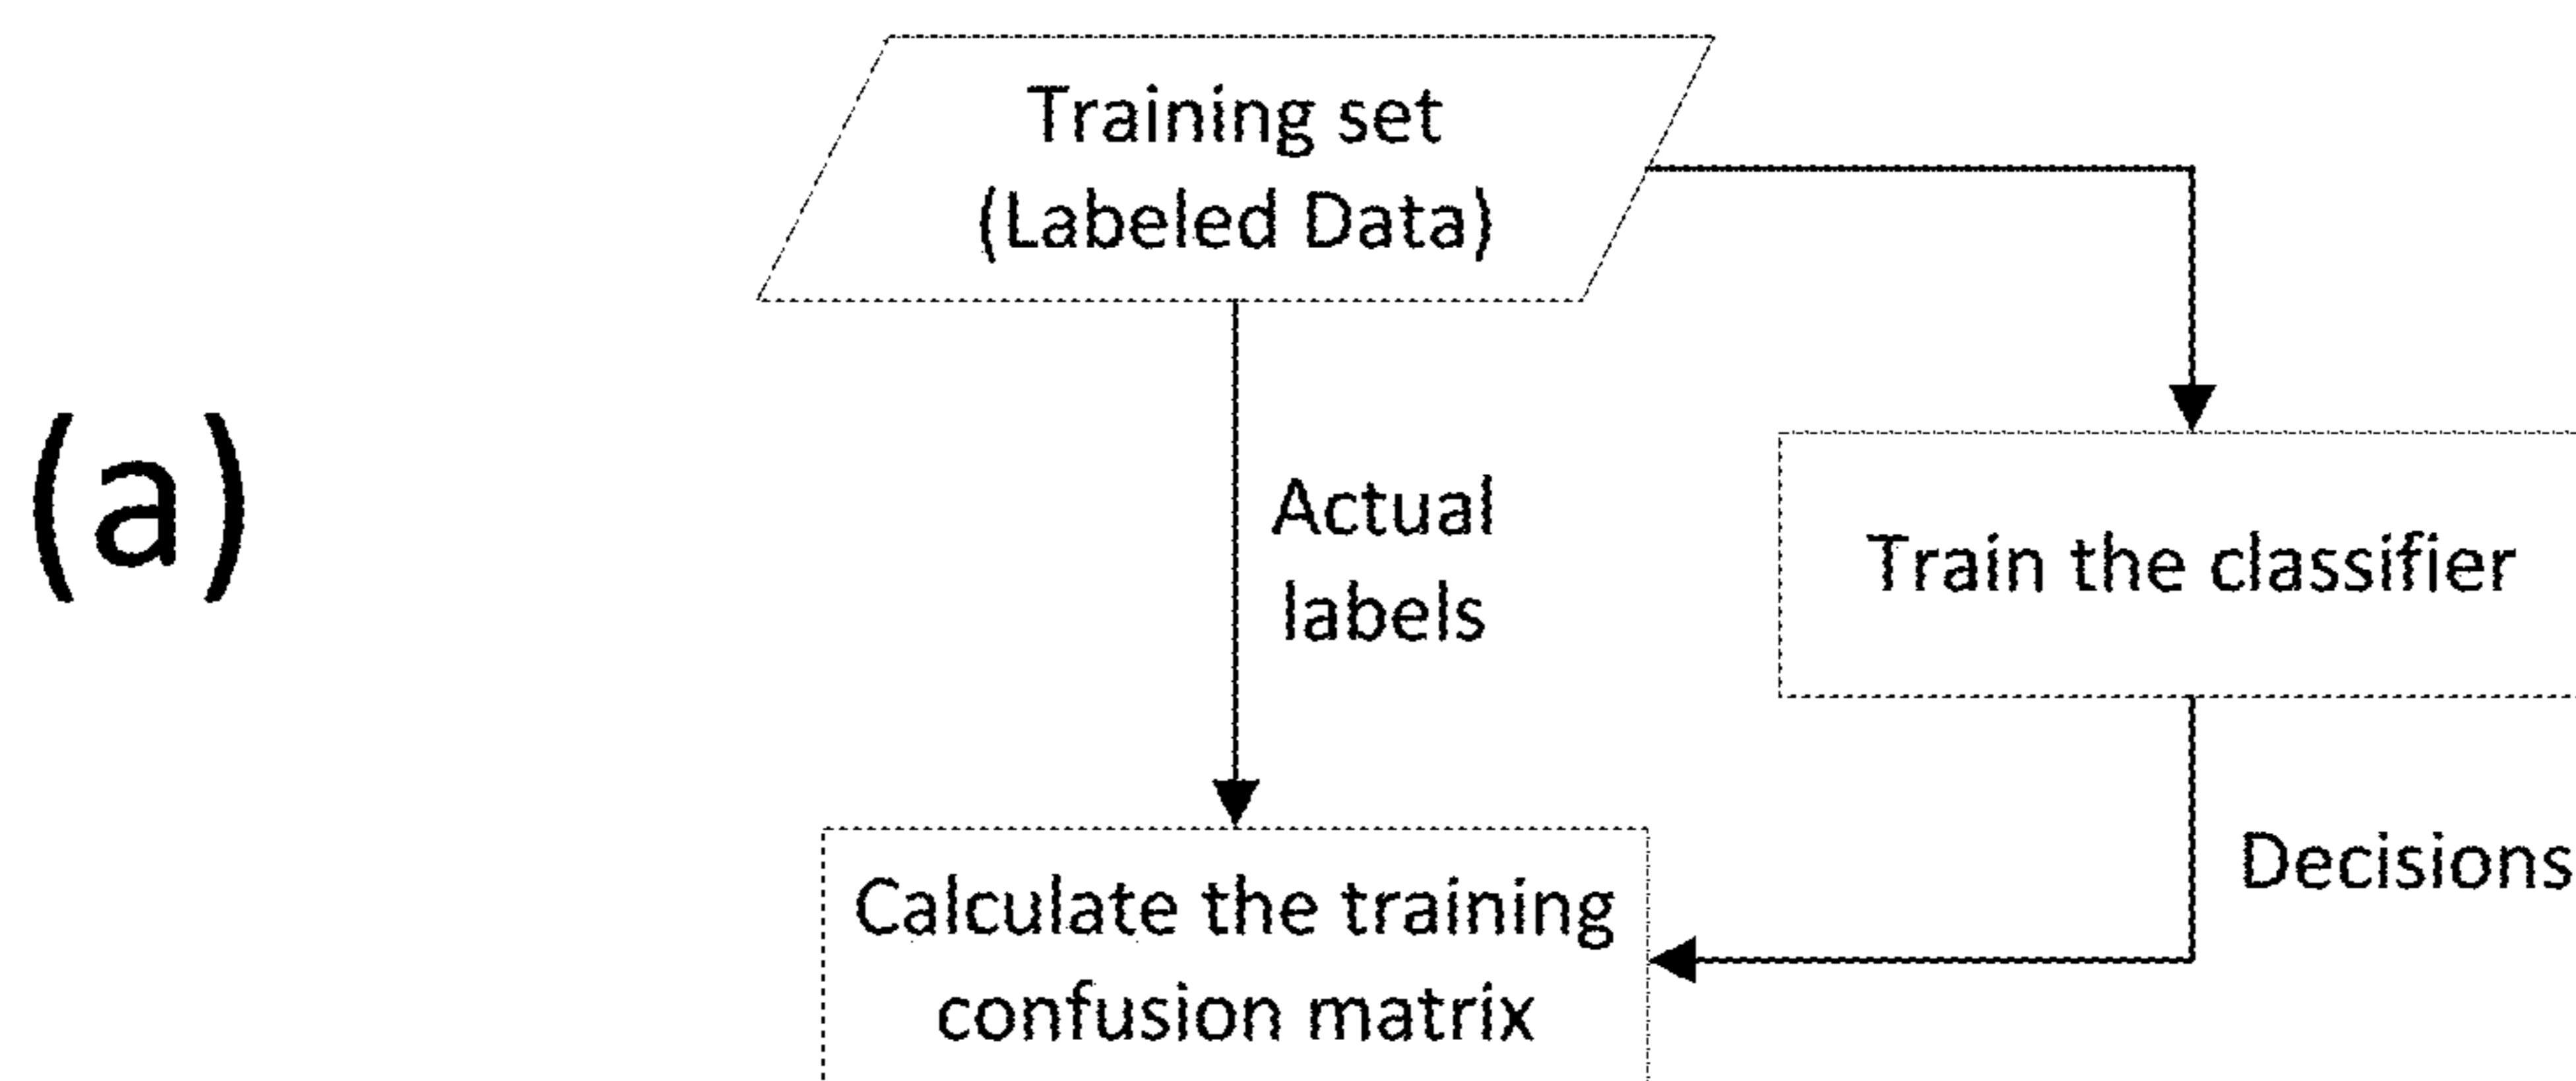 Training set
(Labeled Data)
(a)
Actual
labels
Train the classifier
Decisions
Calculate the training
confusion matrix